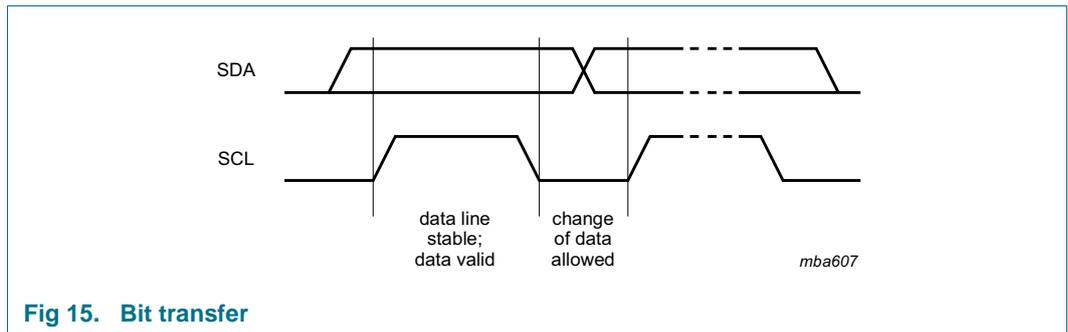 SDA
SCL
data line
stable;
data valid
change
of data
allowed
mba607
Fig 15. Bit transfer